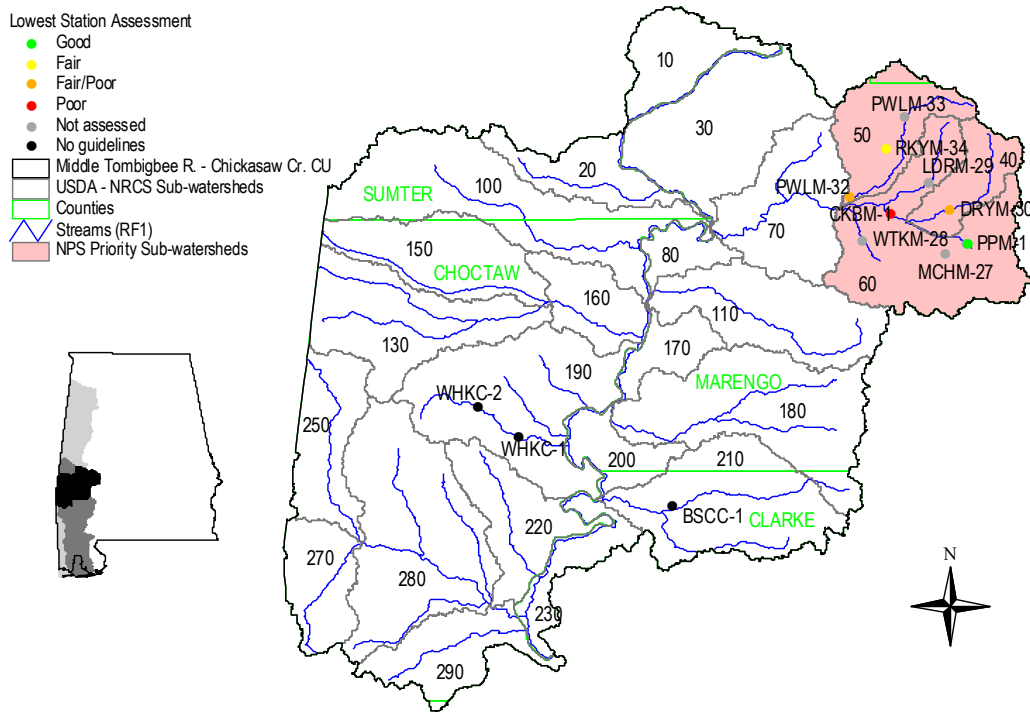 Lowest Station Assessment
Good
Fair
Fair/Poor
Poor
Not assessed
No guidelines
Middle Tombigbee R. - Chickasaw Cr. CU
USDA - NRCS Sub-watersheds
Counties
Streams (RF1)
NPS Priority Sub-watersheds
10
30
20
100
SUMTER
150
CHOCTAW
160
130
80
70
50
PWLM-33
RKYM-34
LDRM-29
40
PWLM-32
CKBM-1
DRYM-30
WTKM-28
PPM-1
MCHM-27
60
110
170
MARENGO
190
WHKC-2
WHKC-1
180
250
200
210
BSCC-1
CLARKE
220
270
280
230
290
N